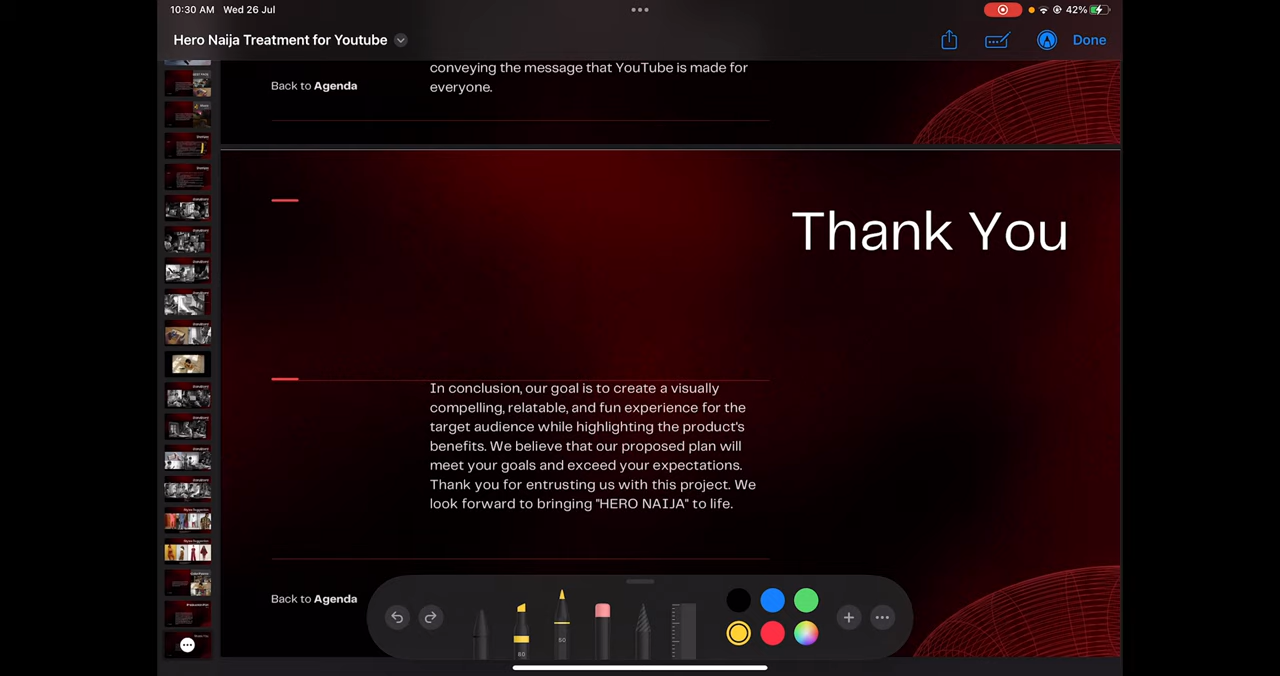 10:30 AM Wed 26 Jul
42%
Hero Naija Treatment for Youtube
Done
conveying the message that YouTube is made for
everyone.
Back to Agenda
Thank You
In conclusion, our goal is to create a visually
compelling, relatable, and fun experience for the
target audience while highlighting the product's
benefits. We believe that our proposed plan will
meet your goals and exceed your expectations.
Thank you for entrusting us with this project. We
look forward to bringing "HERO NAIJA" to life.
Back to Agenda
80
50